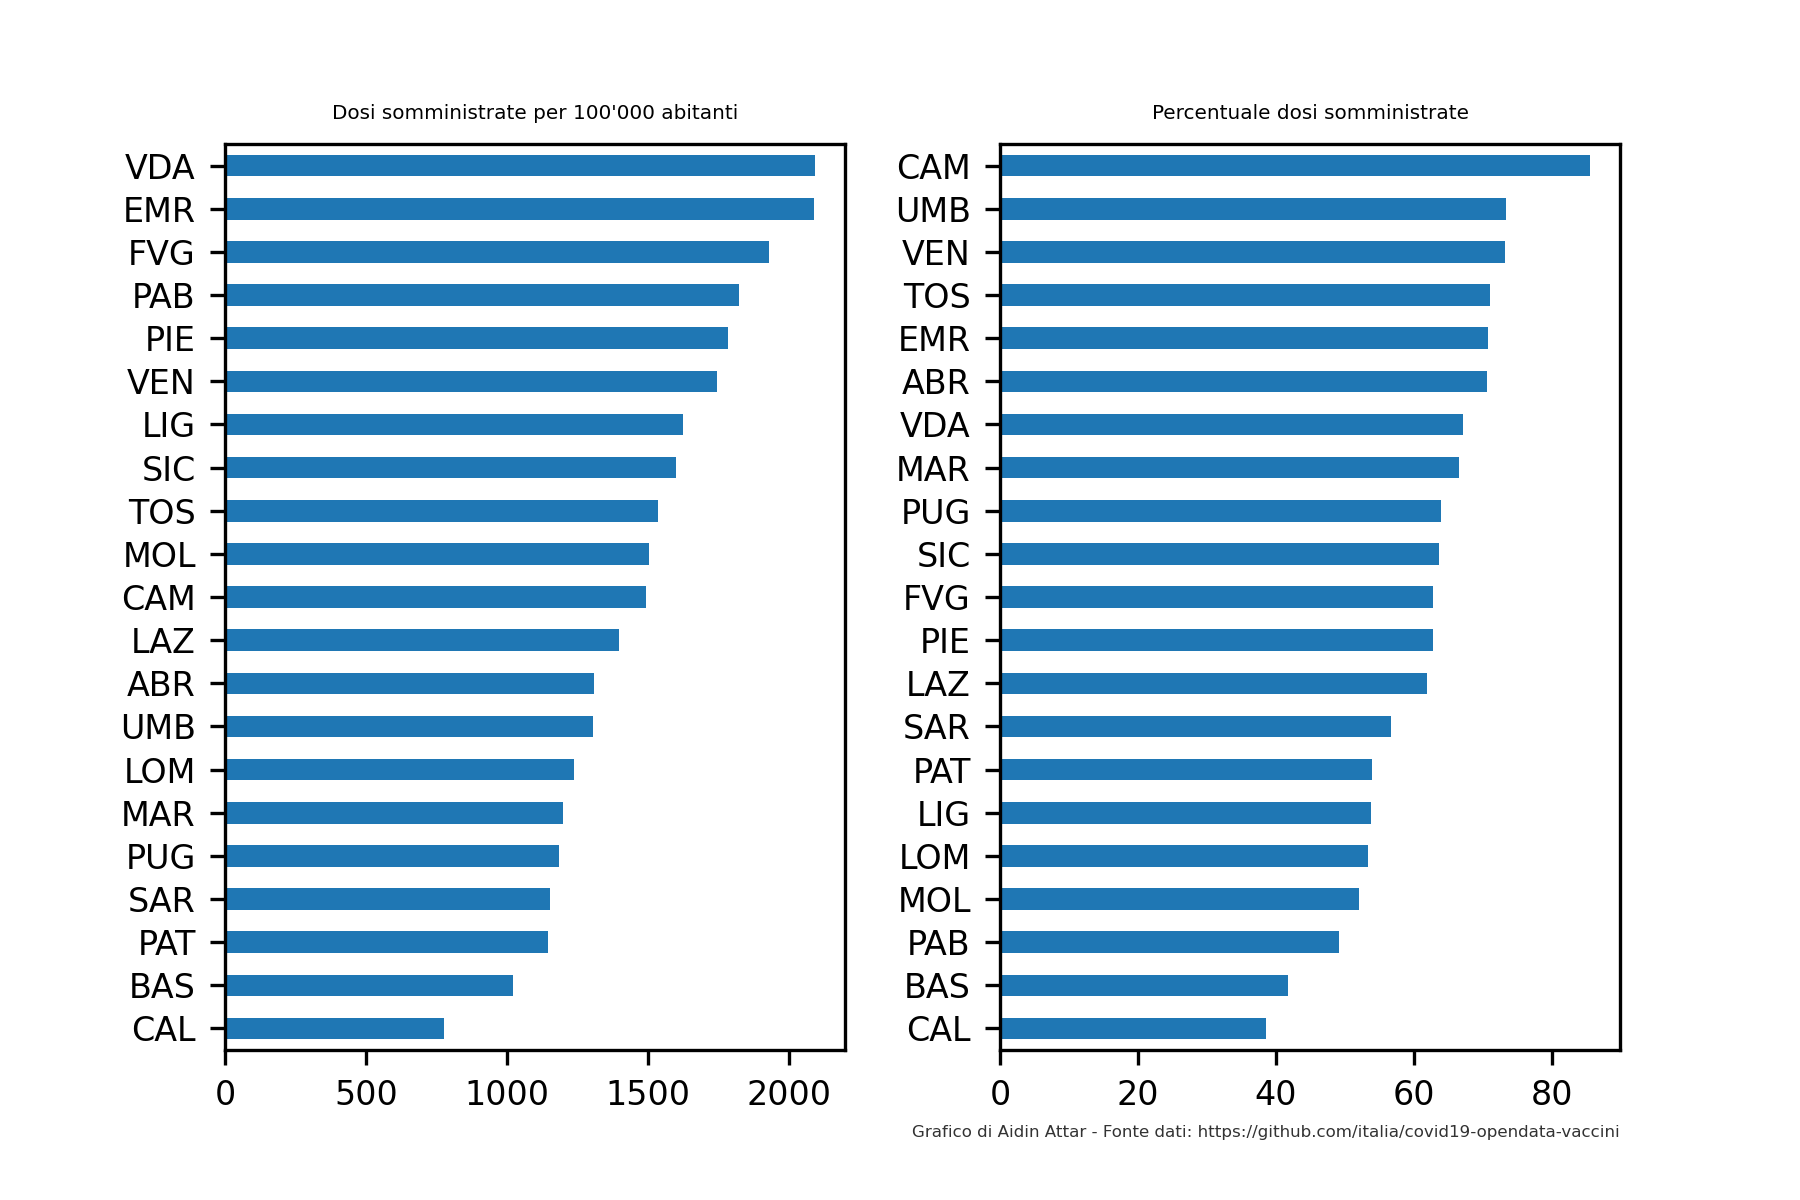 Dosi somministrate per 100'000 abitanti
VDA
EMR
FVG
PAB
PIE
VEN
LIG
SIC
TOS
MOL
CAM
LAZ
ABR
UMB
LOM
MAR
PUG
SAR
PAT
BAS
CAL
0 500 1000 1500 2000
Percentuale dosi somministrate
CAM
UMB
VEN
TOS
EMR
ABR
VDA
MAR
PUG
SIC
FVG
PIE
LAZ
SAR
PAT
LIG
LOM
MOL
PAB
BAS
CAL
0 20 40 60 80
Grafico di Aidin Attar - Fonte dati: https://github.com/italia/covid19-opendata-vaccini